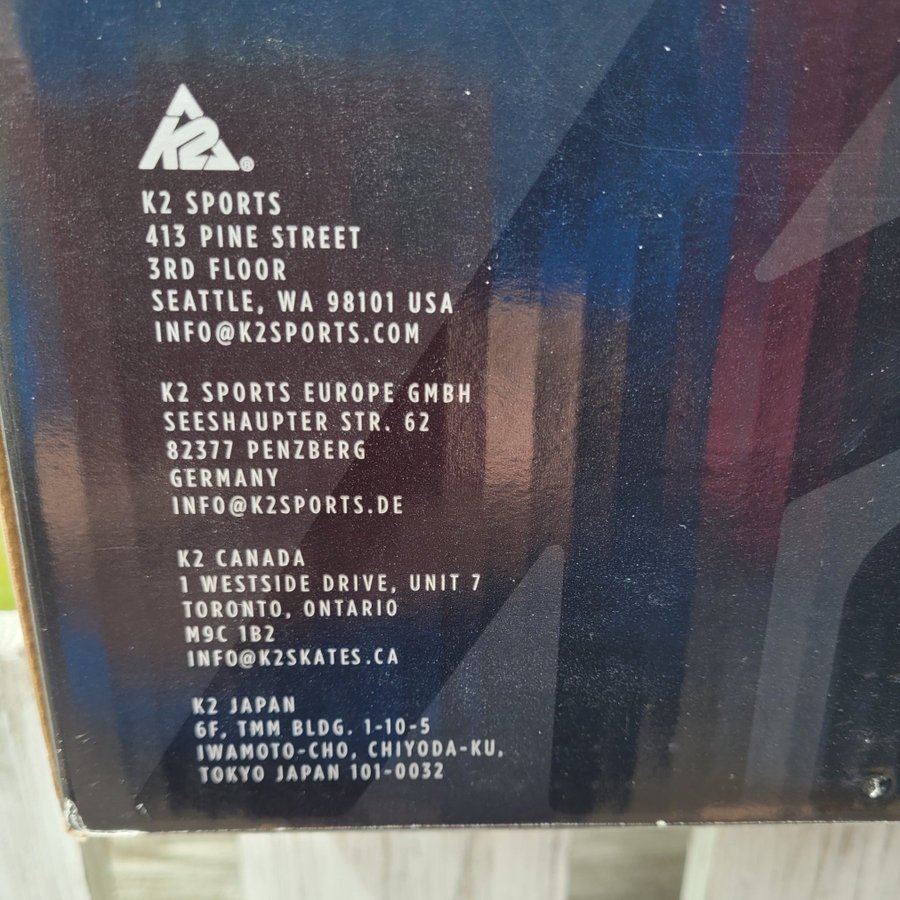 K2®
K2 SPORTS
413 PINE STREET
3RD FLOOR
SEATTLE, WA 98101 USA
INFO@K2SPORTS.COM
K2 SPORTS EUROPE GMBH
SEESHAUPTER STR. 62
82377 PENZBERG
GERMANY
INFO@K2SPORTS.DE
K2 CANADA
1 WESTSIDE DRIVE, UNIT 7
TORONTO, ONTARIO
M9C 1B2
INFO@K2SKATES.CA
K2 JAPAN
6F, TMM BLDG. 1-10-5
IWAMOTO-CHO, CHIYODA-KU,
TOKYO JAPAN 101-0032